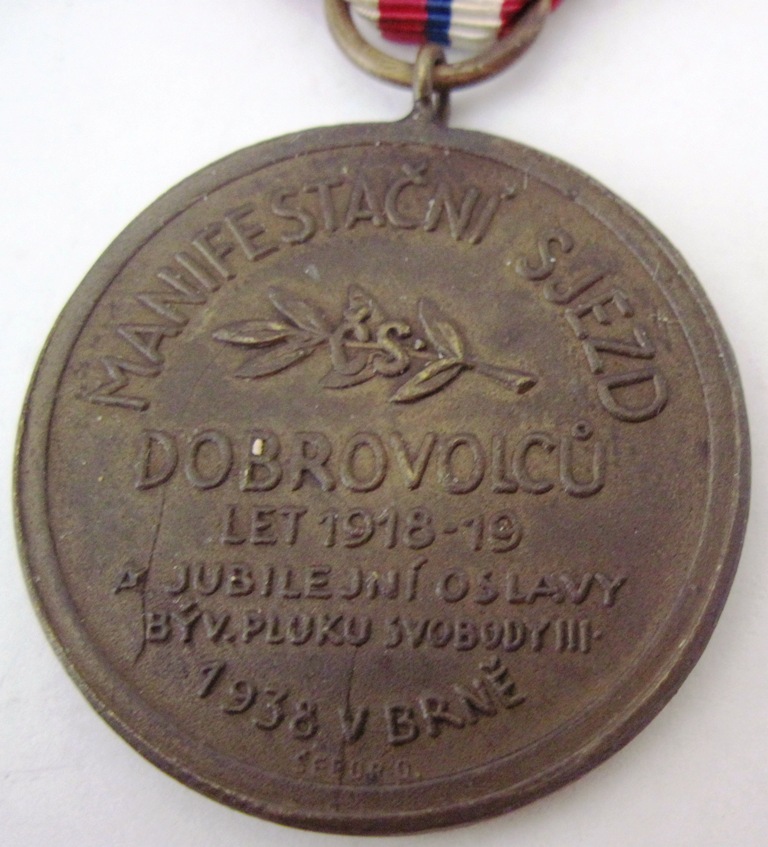 MANIFESTAČNÍ SJEZD
ČS.
DOBROVOLCŮ
LET 1918-19
A JUBILEJNÍ OSLAVY
BÝV. PLUKU SVOBODY III.
1938 V BRNĚ